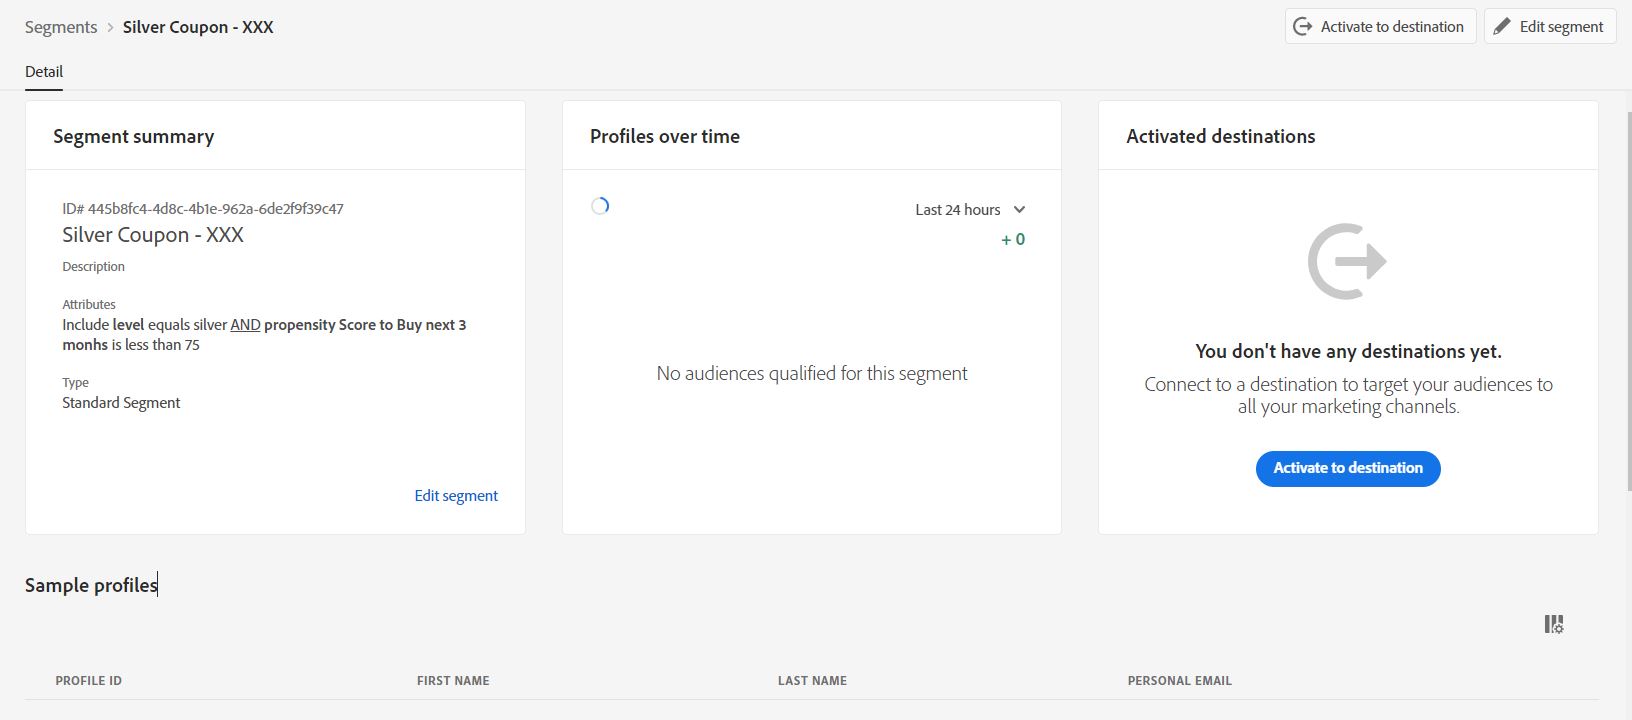 Segments > Silver Coupon - XXX
Activate to destination
Edit segment
Detail
Segment summary
ID# 445b8fc4-4d8c-4b1e-962a-6de2f9f39c47
Silver Coupon - XXX
Description
Attributes
Include level equals silver AND propensity Score to Buy next 3
monhs is less than 75
Type
Standard Segment
Edit segment
Profiles over time
Last 24 hours
+ 0
No audiences qualified for this segment
Activated destinations
You don't have any destinations yet.
Connect to a destination to target your audiences to
all your marketing channels.
Activate to destination
Sample profiles
PROFILE ID
FIRST NAME
LAST NAME
PERSONAL EMAIL